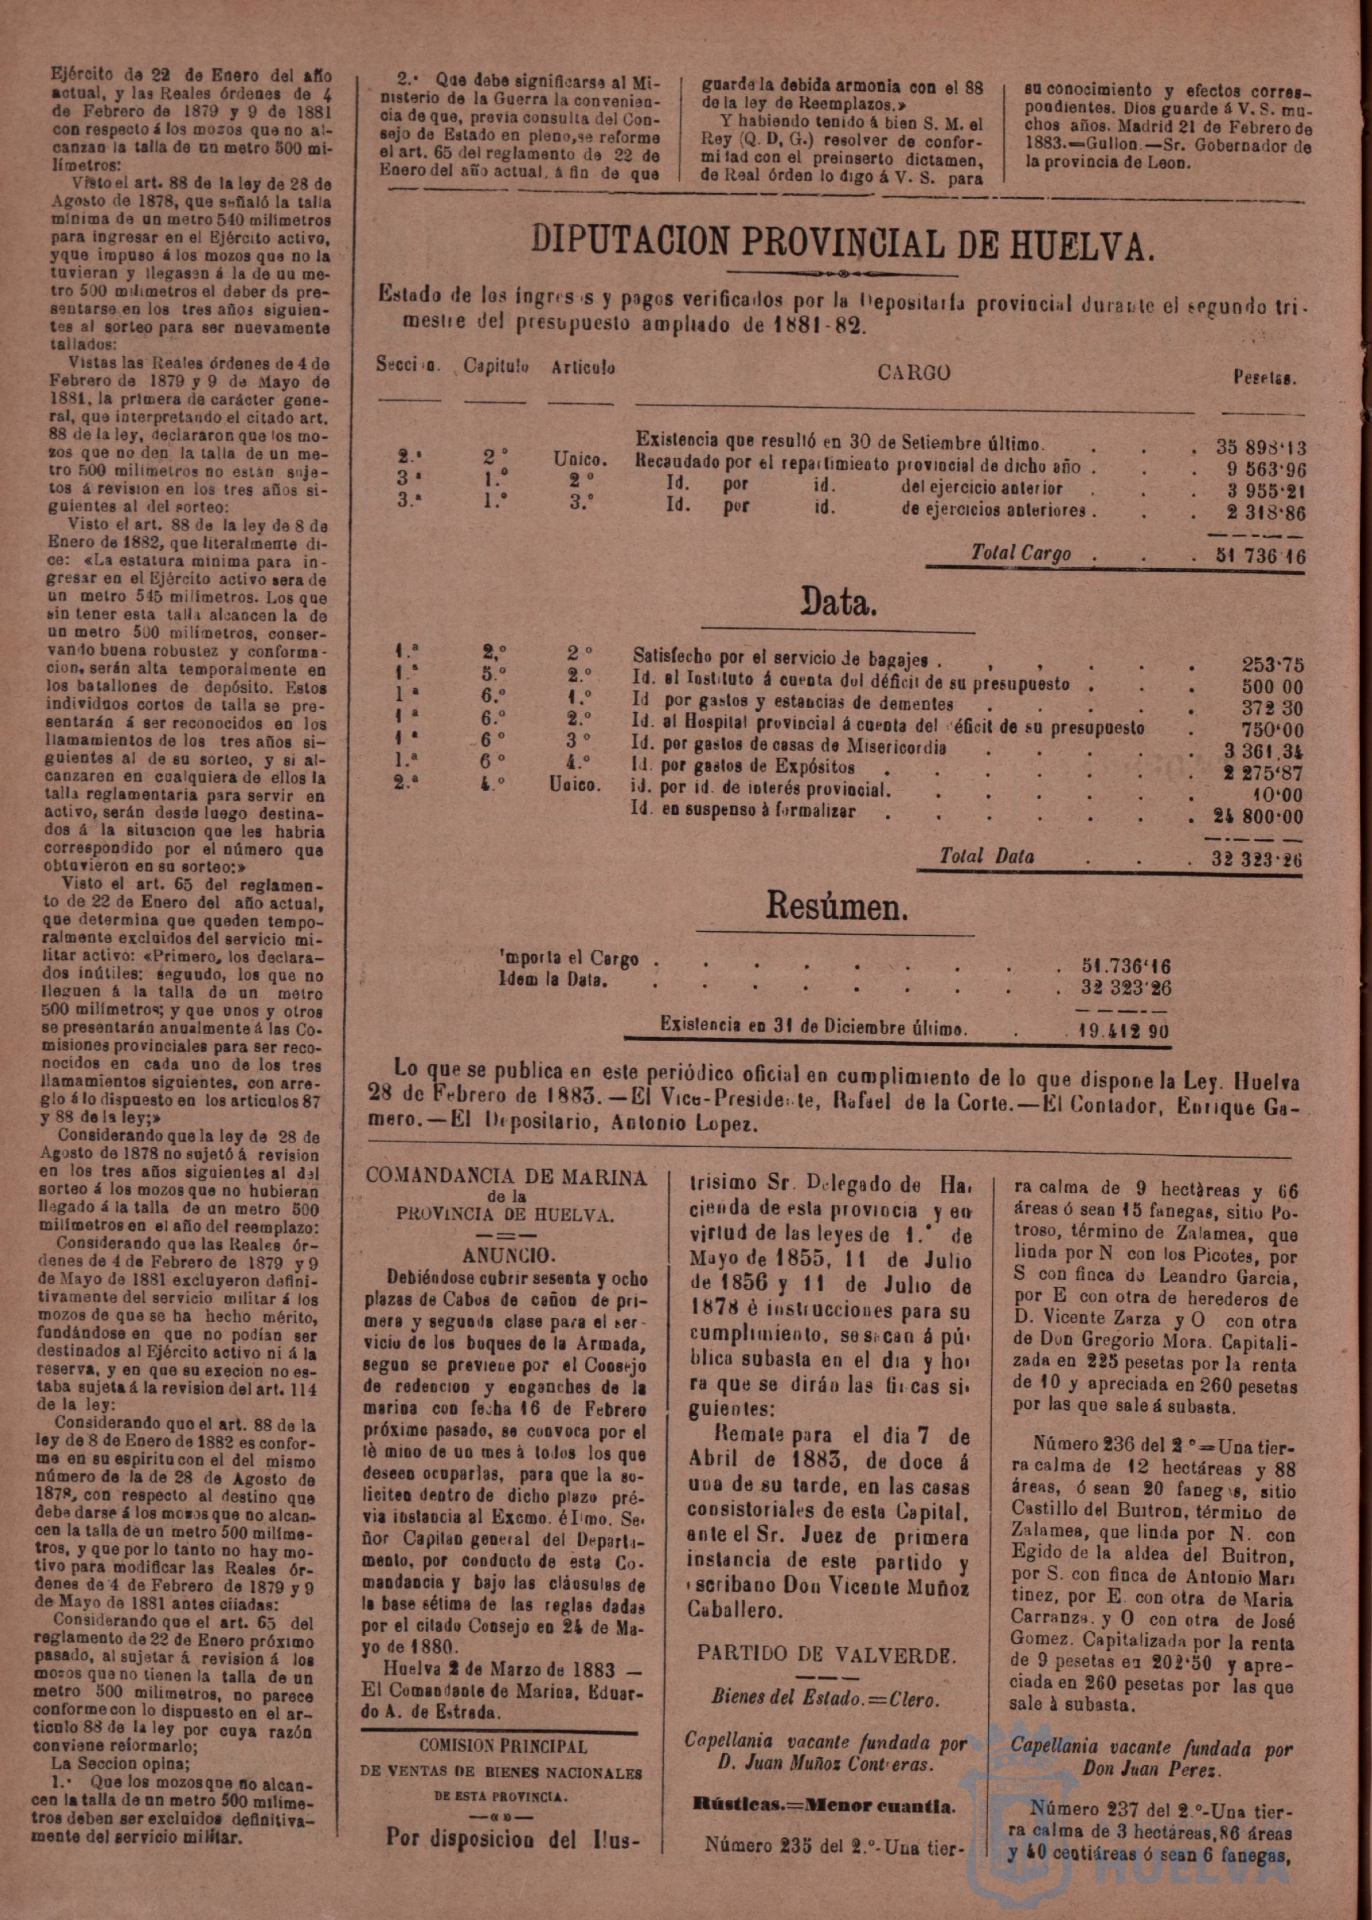 Ejército de 22 de Enero del año
actual, y las Reales órdenes de 4
de Febrero de 1879 y 9 de 1881
con respecto á los mozos que no al-
canzan la talla de un metro 500 mi-
límetros:
Visto el art. 88 de la ley de 28 de
Agosto de 1878, que señaló la talla
mínima de un metro 540 milímetros
para ingresar en el Ejército activo,
yque impuso á los mozos que no la
tuvieran y llegasen á la de uu me-
tro 500 milimetros el deber ds pre-
sentarse en los tres años siguien-
tes al sorteo para ser nuevamente
tallados:
Vistas las Reales órdenes de 4 de
Febrero de 1879 y 9 de Mayo de
1881, la primera de carácter gene-
ral, que interpretando el citado art.
88 de la ley, declararon que los mo-
zos que no den la talla de un me-
tro 500 milímetros no están suje-
tos á revision en los tres años si-
guientes al del sorteo:
Visto el art. 88 de la ley de 8 de
Enero de 1882, que literalmente di-
ce: «La estatura mínima para in-
gresar en el Ejército activo sera de
un metro 545 milímetros. Los que
sin tener esta talla alcancen la de
un metro 500 milímetros, conser-
vando buena robustez y conforma-
cion, serán alta temporalmente en
los batallones de depósito. Estos
individuos cortos de talla se pre-
sentarán á ser reconocidos en los
llamamientos de los tres años si-
guientes al de su sorteo, y si al-
canzaren en cualquiera de ellos la
talla reglamentaria para servir en
activo, serán desde luego destina-
dos á la situacion que les habria
correspondido por el número que
obtuvieron en su sorteo:»
Visto el art. 65 del reglamen-
to de 22 de Enero del año actual,
que determina que queden tempo-
ralmente excluidos del servicio mi-
litar activo: «Primero, los declara-
dos inútiles; segundo, los que no
lleguen á la talla de un metro
500 milímetros; y que unos y otros
se presentarán anualmente á las Co-
misiones provinciales para ser reco-
nocidos en cada uno de los tres
llamamientos siguientes, con arre-
glo á lo dispuesto en los articulos 87
y 88 de la ley;»
Considerando que la ley de 28 de
Agosto de 1878 no sujetó á revision
en los tres años siguientes al del
sorteo á los mozos que no hubieran
llegado á la talla de un metro 500
milímetros en el año del reemplazo:
Considerando que las Reales ór-
denes de 4 de Febrero de 1879 y 9
de Mayo de 1881 excluyeron defini-
tivamente del servicio militar á los
mozos de que se ha hecho mérito,
fundándose en que no podían ser
destinados al Ejército activo ni á la
reserva, y en que su execion no es-
taba sujeta á la revision del art. 114
de la ley:
Considerando quo el art. 88 de la
ley de 8 de Enero de 1882 es confor-
me en su espiritu con el del mismo
número de la de 28 de Agosto de
1878, con respecto al destino que
debe darse á los mozos que no alcan-
cen la talla de un metro 500 milíme-
tros, y que por lo tanto no hay mo-
tivo para modificar las Reales ór-
denes de 4 de Febrero de 1879 y 9
de Mayo de 1881 antes citadas:
Considerando que el art. 65 del
reglamento de 22 de Enero próximo
pasado, al sujetar á revision á los
mozos que no tienen la talla de un
metro 500 milimetros, no parece
conforme con lo dispuesto en el ar-
ticulo 88 de la ley por cuya razón
conviene reformarlo;
La Seccion opina;
1.º Que los mozos que no alcan-
cen la talla de un metro 500 milíme-
tros deben ser excluidos definitiva-
mente del servicio militar.
2.º Que debe significarse al Mi-
nisterio de la Guerra la convenien-
cia de que, previa consulta del Con-
sejo de Estado en pleno, se reforme
el art. 65 del reglamento de 22 de
Enero del año actual, á fin de que
guarde la debida armonia con el 88
de la ley de Reemplazos.»
Y habiendo tenido á bien S. M. el
Rey (Q. D, G.) resolver de confor-
midad con el preinserto dictamen,
de Real órden lo digo á V. S. para
su conocimiento y efectos corres-
pondientes. Dios guarde á V. S. mu-
chos años. Madrid 21 de Febrero de
1883.=Gullon.—Sr. Gobernador de
la provincia de Leon.
DIPUTACION PROVINCIAL DE HUELVA.
Estado de los ingresos y pagos verificados por la Depositaría provincial durante el segundo tri-
mestre del presupuesto ampliado de 1881-82.
Seccion. Capitulo Articulo CARGO Pesetas.
Existencia que resultó en 30 de Setiembre último. . . . 35 898'13
2.ª 2º Unico. Recaudado por el repartimiento provincial de dicho año . . . 9 563'96
3ª 1.º 2º Id. por id. del ejercicio anterior . . . 3 955'21
3.ª 1.º 3.º Id. por id. de ejercicios anteriores . . . 2 318'86
Total Cargo . . . 51 736'16
Data.
1.ª 2.º 2º Satisfecho por el servicio de bagajes . . . . . . 253'75
1.ª 5.º 2.º Id. el Instituto á cuenta dul déficit de su presupuesto . . . 500 00
1ª 6.º 1.º Id por gastos y estancias de dementes . . . . . 372 30
1ª 6.º 2.º Id. al Hospital provincial á cuenta del déficit de su presupuesto . 750'00
1ª 6º 3º Id. por gastos de casas de Misericordia . . . . . 3 361,34
1.ª 6º 4.º Id. por gastos de Expósitos . . . . . . . 2 275'87
2.ª 4.º Unico. id. por id. de interés provincial. . . . . . . 10'00
Id. en suspenso à formalizar . . . . . . . 24 800'00
Total Data . . . 32 323'26
Resúmen.
Importa el Cargo . . . . . . . . . 51.736'16
Idem la Data. . . . . . . . . . 32 323'26
Existencia en 31 de Diciembre último. . . 19.412 90
Lo que se publica en este periódico oficial en cumplimiento de lo que dispone la Ley. Huelva
28 de Febrero de 1883.—El Vice-Presidente, Rafael de la Corte.—El Contador, Enrique Ga-
mero.—El Depositario, Antonio Lopez.
COMANDANCIA DE MARINA
de la
PROVINCIA DE HUELVA.
ANUNCIO.
Debiéndose cubrir sesenta y ocho
plazas de Cabos de cañon de pri-
mera y segunda clase para el ser-
vicio de los buques de la Armada,
segun se previene por el Consejo
de redencion y enganches de la
marina con fecha 16 de Febrero
próximo pasado, se convoca por el
término de un mes à todos los que
deseen ocuparlas, para que la so-
liciten dentro de dicho plazo pré-
via instancia al Excmo. é Ilmo. Se-
ñor Capitan general del Departa-
mento, por conducto de esta Co-
mandancia y bajo las cláusulas de
la base sétima de las reglas dadas
por el citado Consejo en 24 de Ma-
yo de 1880.
Huelva 2 de Marzo de 1883 —
El Comandante de Marina, Eduar-
do A. de Estrada.
COMISION PRINCIPAL
DE VENTAS DE BIENES NACIONALES
DE ESTA PROVINCIA.
Por disposicion del Ilus-
trisimo Sr. Delegado de Ha-
cienda de esta provincia y en
virtud de las leyes de 1.º de
Mayo de 1855, 11 de Julio
de 1856 y 11 de Julio de
1878 è instrucciones para su
cumplimiento, se sacan á pú-
blica subasta en el dia y ho-
ra que se dirán las fincas si-
guientes:
Remate para el dia 7 de
Abril de 1883, de doce á
una de su tarde, en las casas
consistoriales de esta Capital,
ante el Sr. Juez de primera
instancia de este partido y
escribano Don Vicente Muñoz
Caballero.
PARTIDO DE VALVERDE.
Bienes del Estado.=Clero.
Capellania vacante fundada por
D. Juan Muñoz Contreras.
Rústicas.=Menor cuantia.
Número 235 del 2.º-Una tier-
ra calma de 9 hectàreas y 66
áreas ó sean 15 fanegas, sitio Po-
troso, término de Zalamea, que
linda por N con los Picotes, por
S con finca de Leandro Garcia,
por E con otra de herederos de
D. Vicente Zarza y O con otra
de Don Gregorio Mora. Capitali-
zada en 225 pesetas por la renta
de 10 y apreciada en 260 pesetas
por las que sale á subasta.
Número 236 del 2.º=Una tier-
ra calma de 12 hectáreas y 88
áreas, ó sean 20 fanegas, sitio
Castillo del Buitron, término de
Zalamea, que linda por N. con
Egido de la aldea del Buitron,
por S. con finca de Antonio Mar-
tinez, por E. con otra de Maria
Carranza. y O con otra de José
Gomez. Capitalizada por la renta
de 9 pesetas en 202'50 y apre-
ciada en 260 pesetas por las que
sale à subasta.
Capellania vacante fundada por
Don Juan Perez.
Número 237 del 2.º-Una tier-
ra calma de 3 hectáreas, 86 áreas
y 40 centiáreas ó sean 6 fanegas,
HUELVA